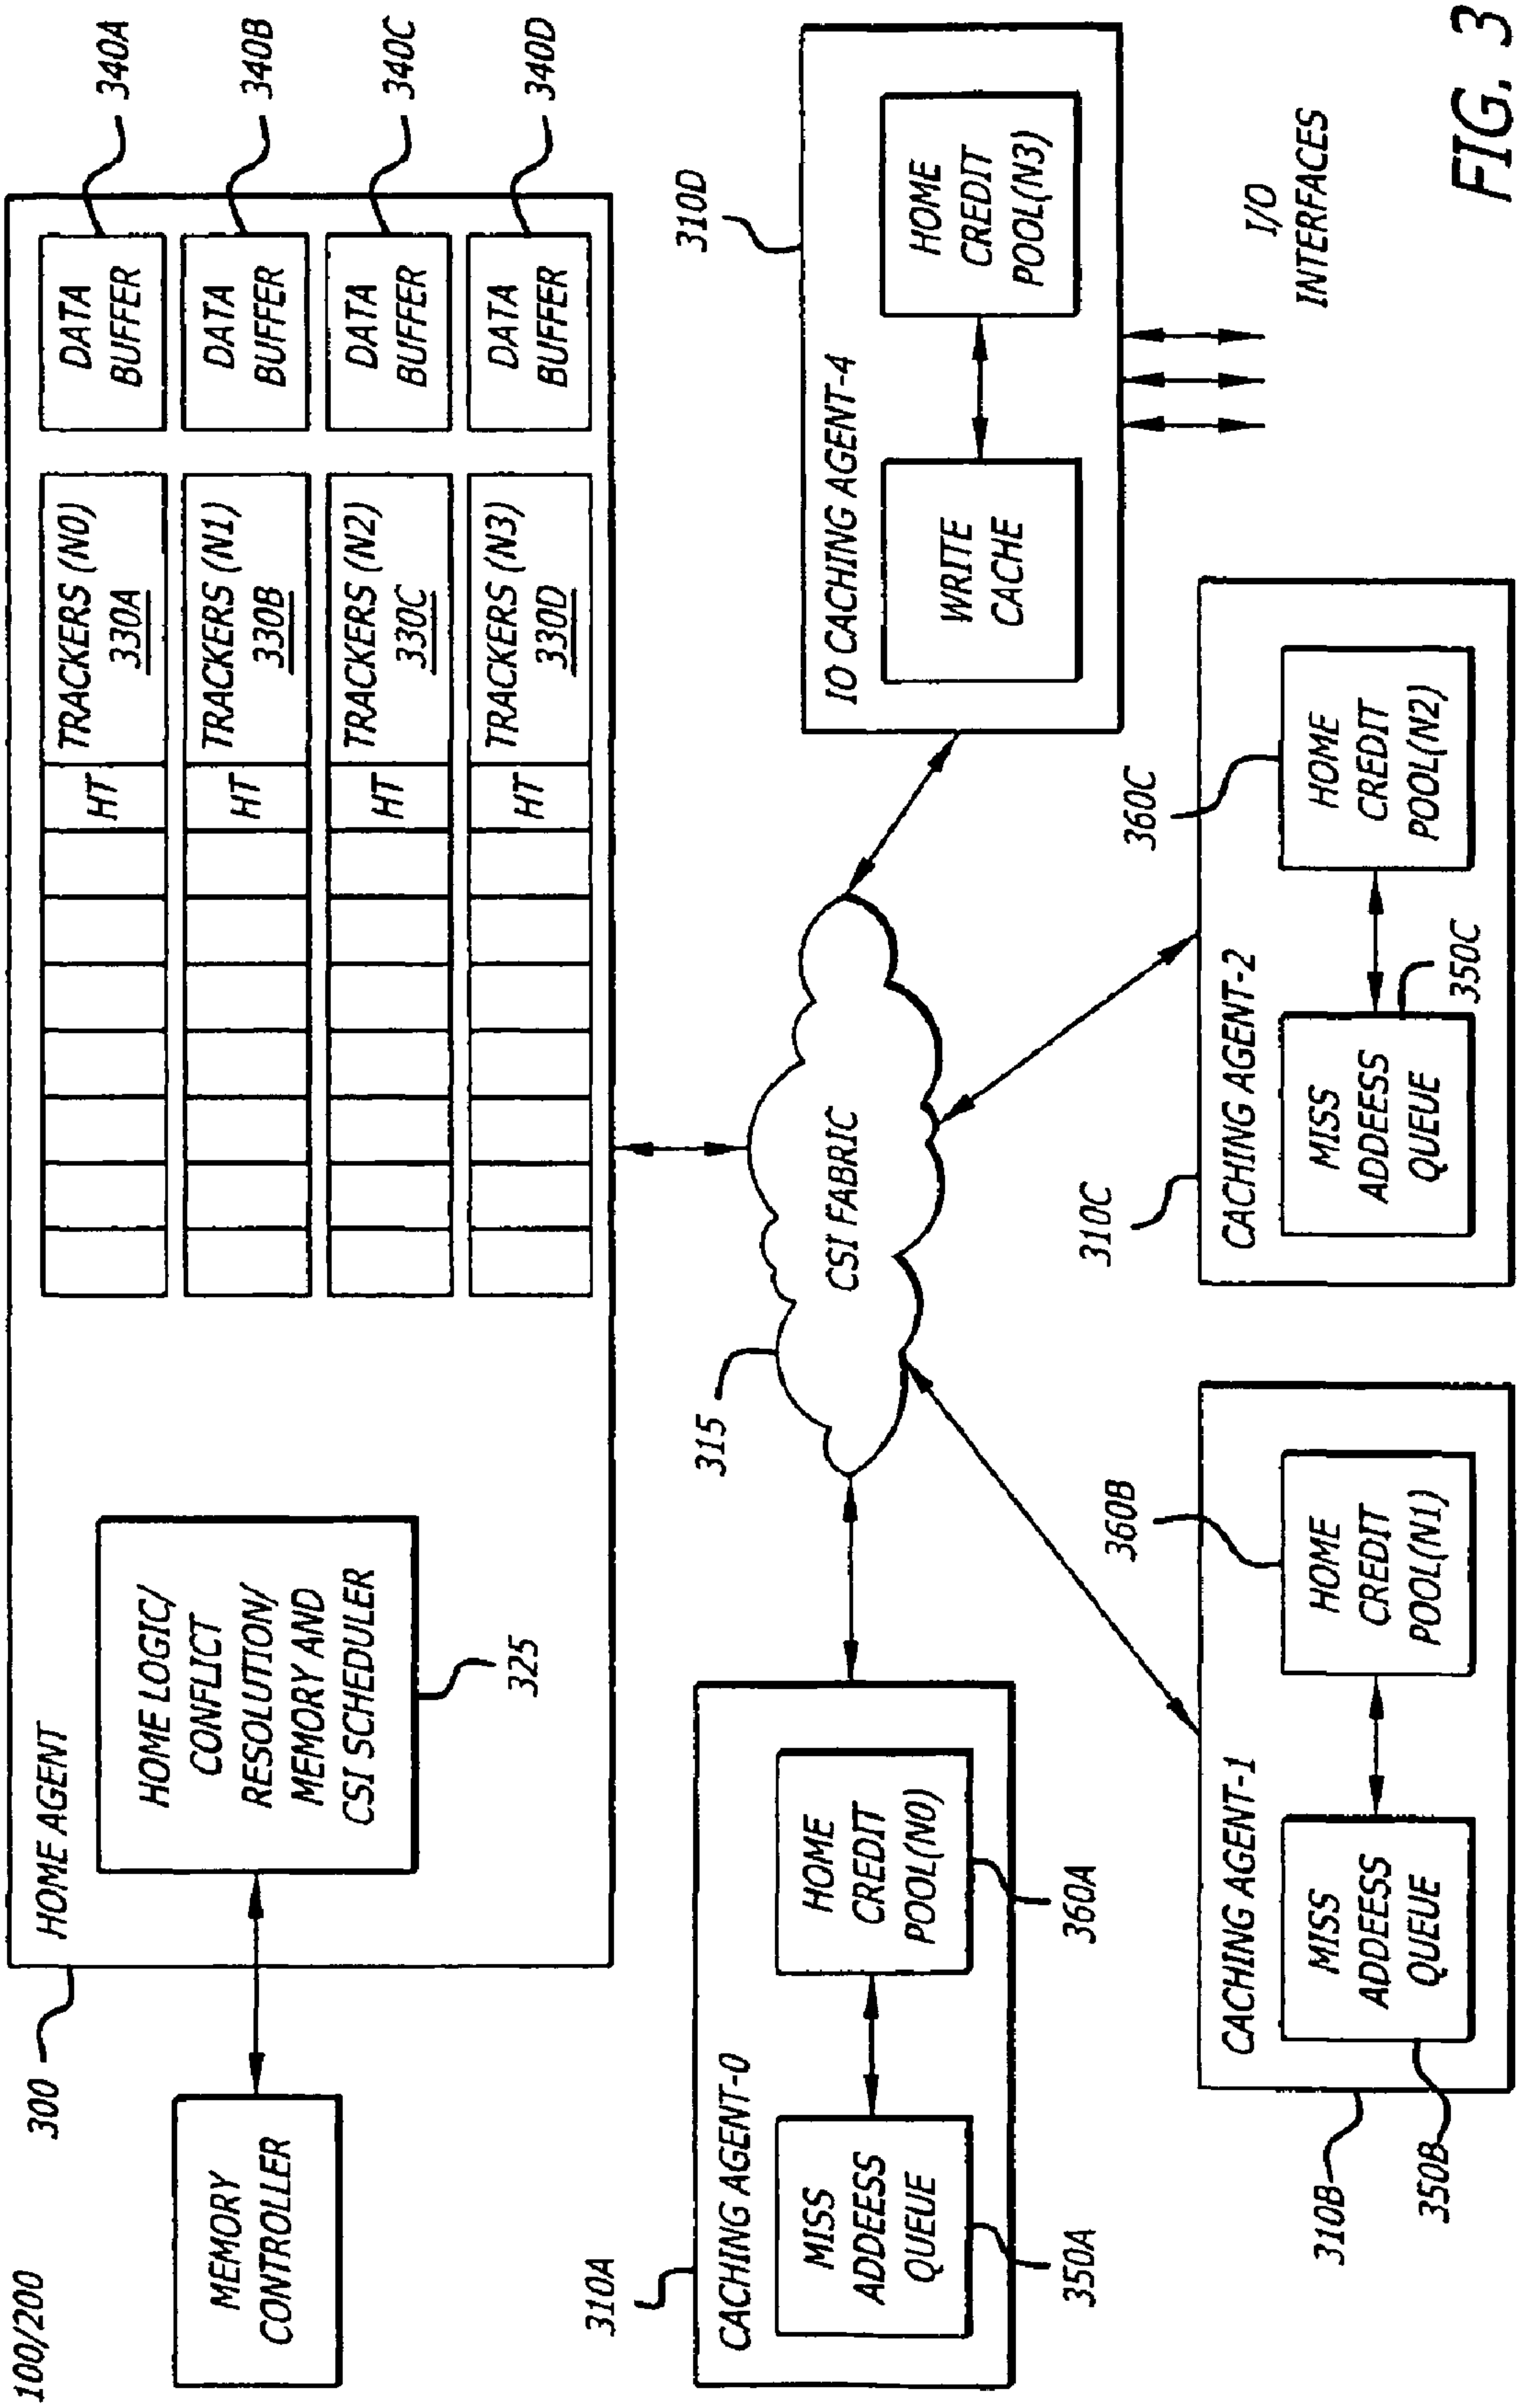 100/200
MEMORY
CONTROLLER
300
HOME AGENT
HOME LOGIC/
CONFLICT
RESOLUTION/
MEMORY AND
CSI SCHEDULER
325
TRACKERS (N0)
330A
HT
TRACKERS (N1)
330B
HT
TRACKERS (N2)
330C
HT
TRACKERS (N3)
330D
HT
DATA
BUFFER
340A
DATA
BUFFER
340B
DATA
BUFFER
340C
DATA
BUFFER
340D
315
CSI FABRIC
310A
CACHING AGENT-0
MISS
ADDEESS
QUEUE
350A
HOME
CREDIT
POOL(N0)
360A
310B
CACHING AGENT-1
MISS
ADDEESS
QUEUE
350B
HOME
CREDIT
POOL(N1)
360B
310C
CACHING AGENT-2
MISS
ADDEESS
QUEUE
350C
HOME
CREDIT
POOL(N2)
360C
310D
IO CACHING AGENT-4
WRITE
CACHE
HOME
CREDIT
POOL(N3)
I/O
INTERFACES
FIG. 3